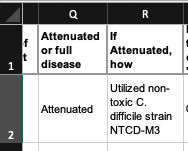 Q R
1 f t Attenuated or full disease If Attenuated, how
2 Attenuated Utilized non-toxic C. difficile strain NTCD-M3